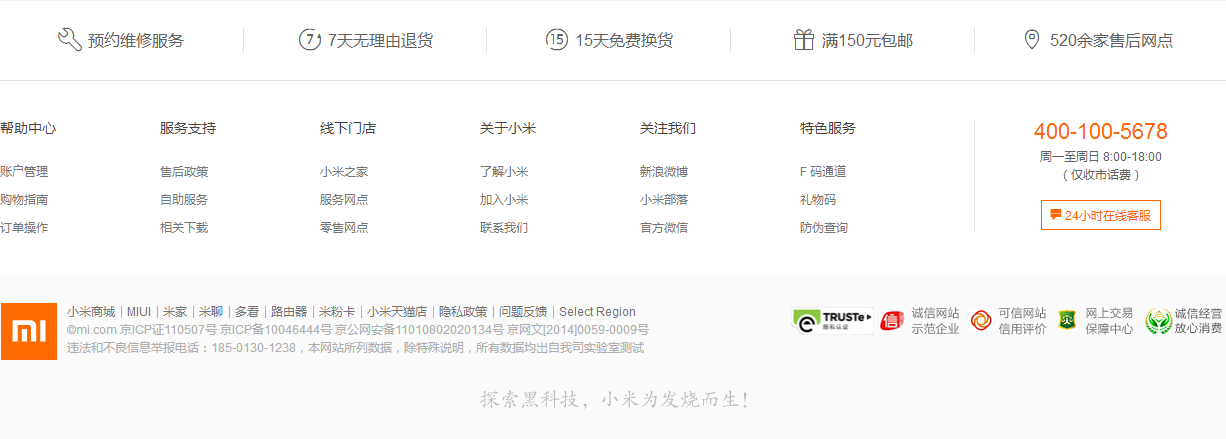 预约维修服务
7天无理由退货
15天免费换货
满150元包邮
520余家售后网点
帮助中心 服务支持 线下门店 关于小米 关注我们 特色服务
账户管理 售后政策 小米之家 了解小米 新浪微博 F 码通道
购物指南 自助服务 服务网点 加入小米 小米部落 礼物码
订单操作 相关下载 零售网点 联系我们 官方微信 防伪查询
400-100-5678
周一至周日 8:00-18:00
（仅收市话费）
24小时在线客服
mi
小米商城|MIUI|米家|米聊|多看|路由器|米粉卡|小米天猫店|隐私政策|问题反馈|Select Region
©mi.com 京ICP证110507号 京ICP备10046444号 京公网安备11010802020134号 京网文[2014]0059-0009号
违法和不良信息举报电话：185-0130-1238，本网站所列数据，除特殊说明，所有数据均出自我司实验室测试
TRUSTe
隐私认证
信
诚信网站
示范企业
可信网站
信用评价
网上交易
保障中心
诚信经营
放心消费
探索黑科技，小米为发烧而生！